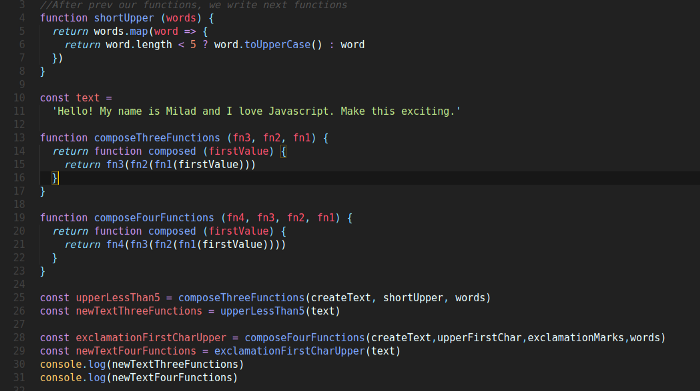 3 //After prev our functions, we write next functions
4 function shortUpper (words) {
5 return words.map(word => {
6 return word.length < 5 ? word.toUpperCase() : word
7 })
8 }
9
10 const text =
11 'Hello! My name is Milad and I love Javascript. Make this exciting.'
12
13 function composeThreeFunctions (fn3, fn2, fn1) {
14 return function composed (firstValue) {
15 return fn3(fn2(fn1(firstValue)))
16 }
17 }
18
19 function composeFourFunctions (fn4, fn3, fn2, fn1) {
20 return function composed (firstValue) {
21 return fn4(fn3(fn2(fn1(firstValue))))
22 }
23 }
24
25 const upperLessThan5 = composeThreeFunctions(createText, shortUpper, words)
26 const newTextThreeFunctions = upperLessThan5(text)
27
28 const exclamationFirstCharUpper = composeFourFunctions(createText,upperFirstChar,exclamationMarks,words)
29 const newTextFourFunctions = exclamationFirstCharUpper(text)
30 console.log(newTextThreeFunctions)
31 console.log(newTextFourFunctions)